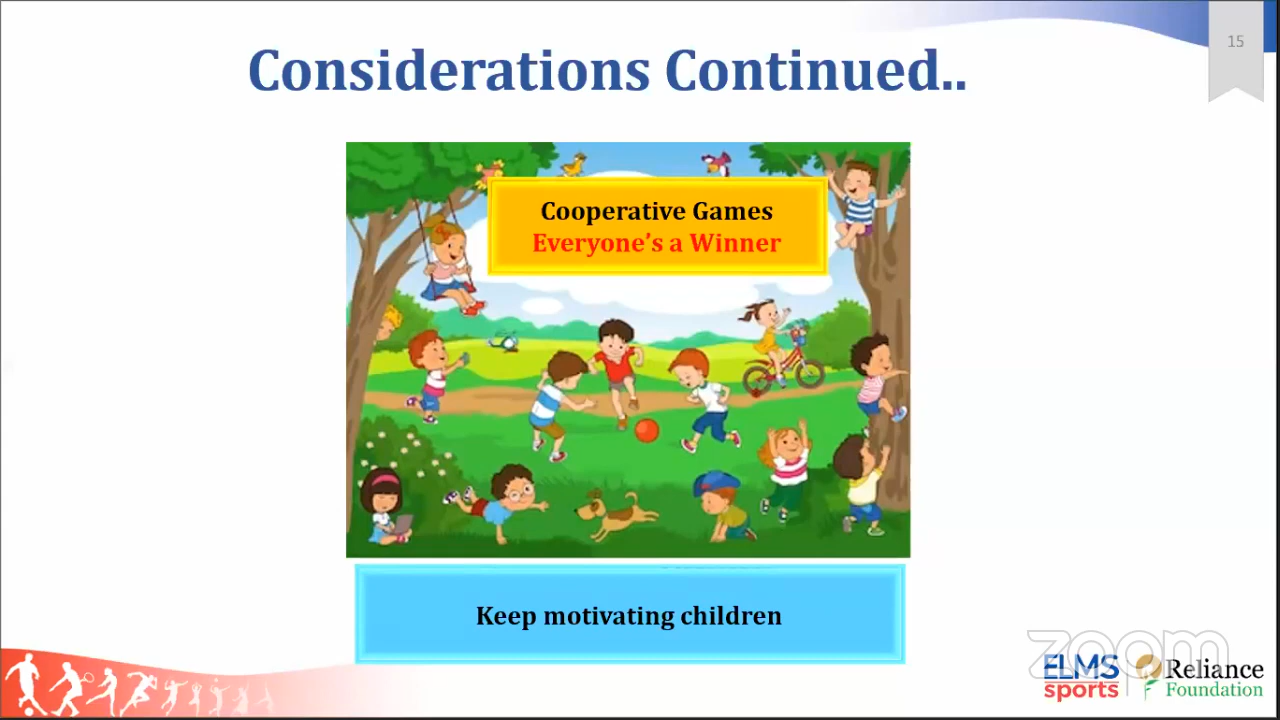 15
Considerations Continued..
Cooperative Games
Everyone's a Winner
Keep motivating children
zoom
ELMS
sports
Reliance
Foundation